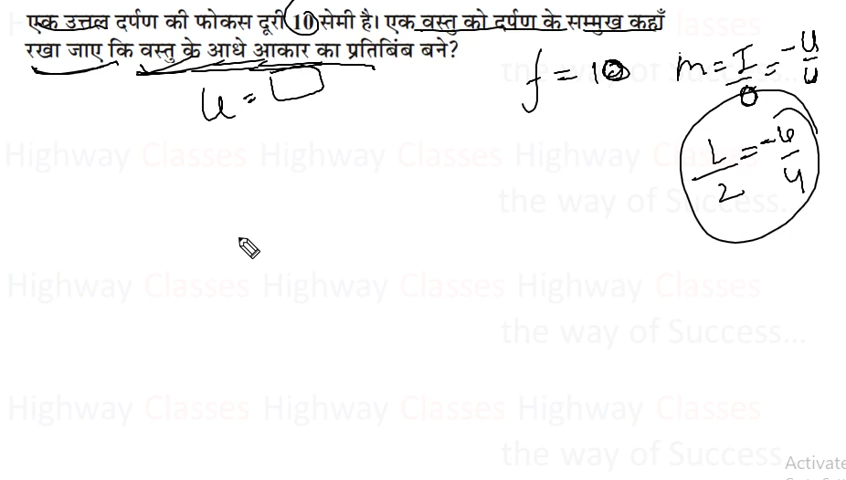 एक उत्तल दर्पण की फोकस दूरी 10 सेमी है। एक वस्तु को दर्पण के सम्मुख कहाँ
रखा जाए कि वस्तु के आधे आकार का प्रतिबिंब बने?
u =
f = 10
m = I/O = -u/u
1/2 = -u/u
Highway Classes Highway Classes Highway Classes
the way of Success...
Highway Classes Highway Classes Highway Classes
the way of Success...
Highway Classes Highway Classes Highway Classes
the way of Success
Activate